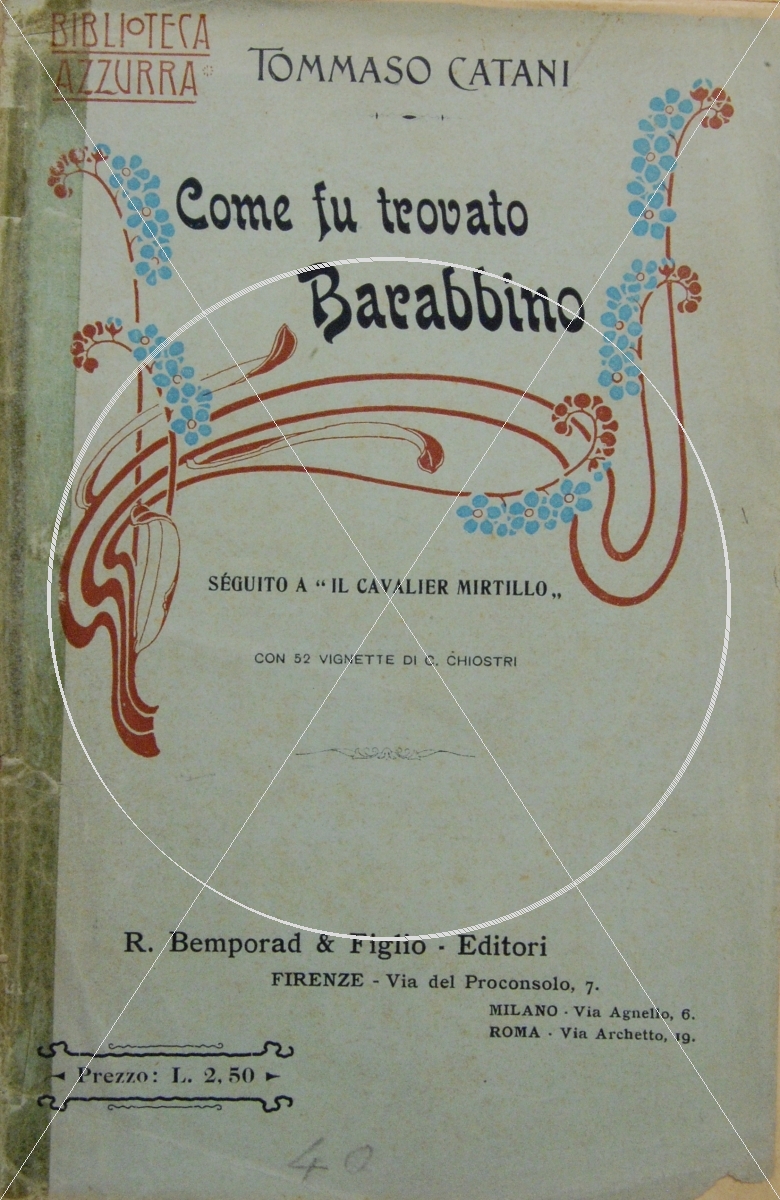 BIBLIOTECA
AZZURRA
TOMMASO CATANI
Come fu trovato
Barabbino
SÉGUITO A “ IL CAVALIER MIRTILLO „
CON 52 VIGNETTE DI C. CHIOSTRI
R. Bemporad & Figlio - Editori
FIRENZE - Via del Proconsolo, 7.
MILANO · Via Agnello, 6.
ROMA · Via Archetto, 19.
Prezzo: L. 2,50
40